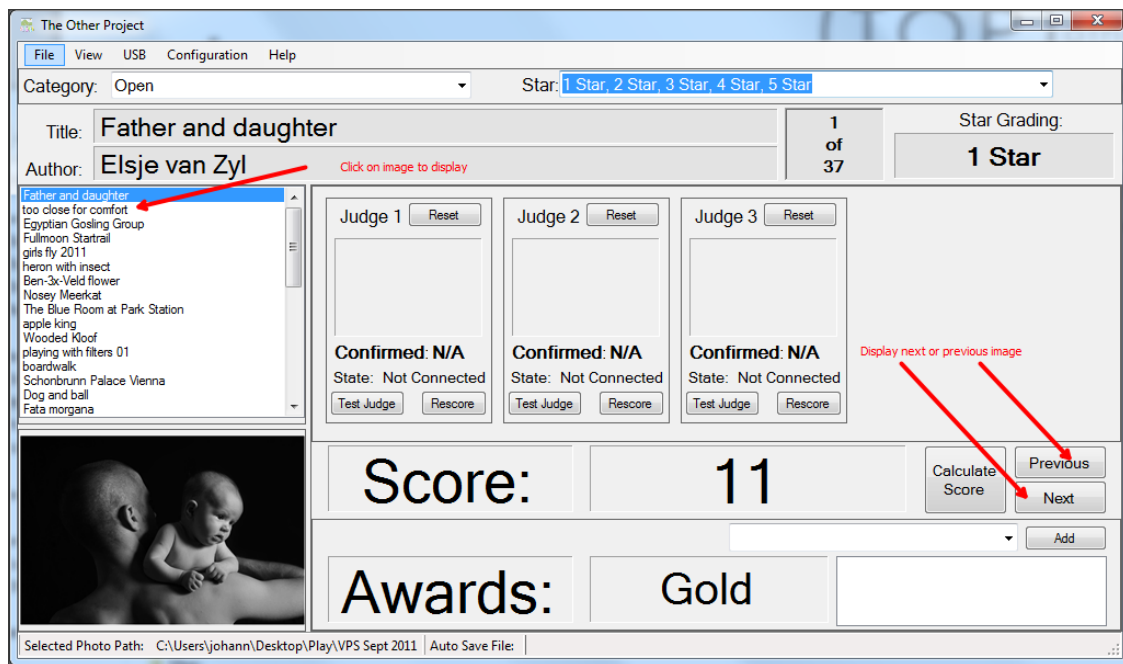 The Other Project
File View USB Configuration Help
Category: Open Star: 1 Star, 2 Star, 3 Star, 4 Star, 5 Star
Title: Father and daughter
Author: Elsje van Zyl
1
of
37
Star Grading:
1 Star
Click on image to display
Father and daughter
too close for comfort
Egyptian Gosling Group
Fullmoon Startrail
girls fly 2011
heron with insect
Ben-3x-Veld flower
Nosey Meerkat
The Blue Room at Park Station
apple king
Wooded Kloof
playing with filters 01
boardwalk
Schonbrunn Palace Vienna
Dog and ball
Fata morgana
Judge 1 Reset Judge 2 Reset Judge 3 Reset
Confirmed: N/A Confirmed: N/A Confirmed: N/A
State: Not Connected State: Not Connected State: Not Connected
Test Judge Rescore Test Judge Rescore Test Judge Rescore
Display next or previous image
Score: 11
Calculate
Score
Previous
Next
Add
Awards: Gold
Selected Photo Path: C:\Users\johann\Desktop\Play\VPS Sept 2011 Auto Save File: